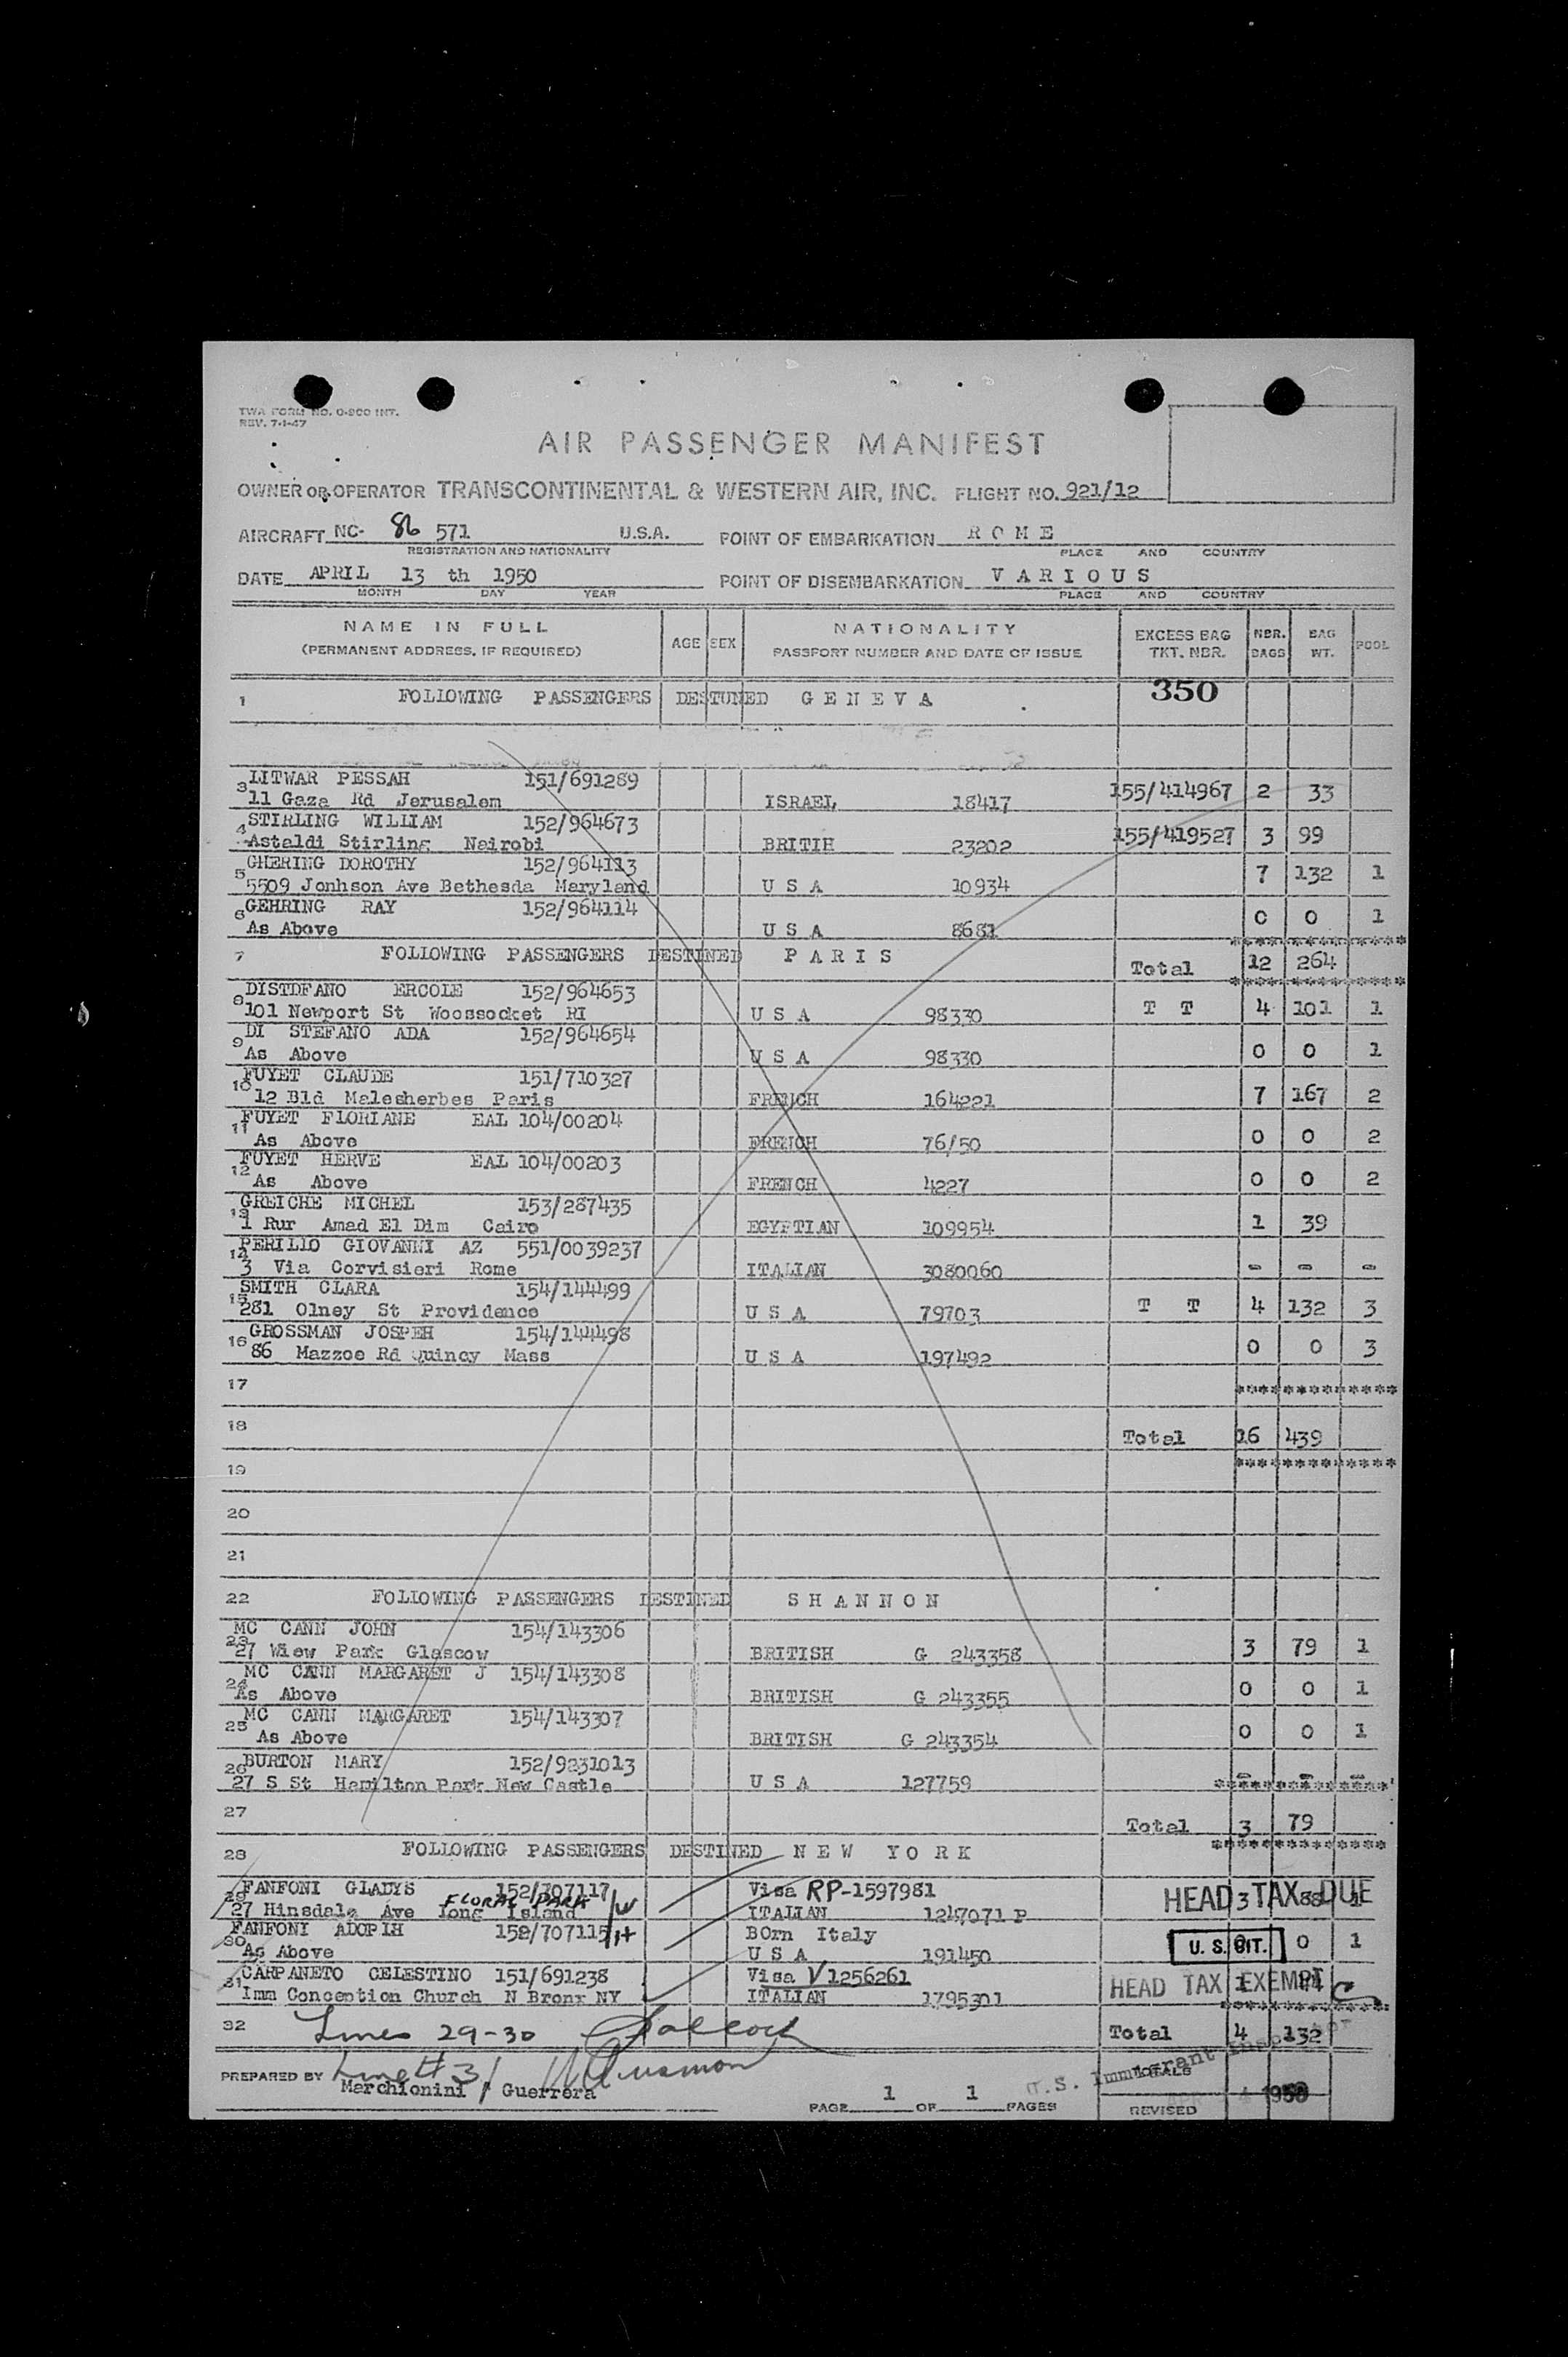 TWA FORM NO. O-800 INT.
REV. 7-1-47
AIR PASSENGER MANIFEST
OWNER OR OPERATOR TRANSCONTINENTAL & WESTERN AIR, INC. FLIGHT NO. 921/12
AIRCRAFT NC- 86 571 U.S.A. POINT OF EMBARKATION R O M E
REGISTRATION AND NATIONALITY PLACE AND COUNTRY
DATE APRIL 13 th 1950 POINT OF DISEMBARKATION V A R I O U S
MONTH DAY YEAR PLACE AND COUNTRY
NAME IN FULL AGE SEX NATIONALITY EXCESS BAG NBR. BAG POOL
(PERMANENT ADDRESS, IF REQUIRED) PASSPORT NUMBER AND DATE OF ISSUE TKT. NBR. BAGS WT.
350
1 FOLLOWING PASSENGERS DESTUNED G E N E V A
3 LITWAR PESSAH 151/691289 155/414967 2 33
11 Gaza Rd Jerusalem ISRAEL 18417
4 STIRLING WILLIAM 152/964673 155/419527 3 99
Astaldi Stirling Nairobi BRITIH 23202
5 GHERING DOROTHY 152/964113 7 132 1
5509 Jonhson Ave Bethesda Maryland U S A 10934
6 GEHRING RAY 152/964114 0 0 1
As Above U S A 8681
*****************
7 FOLLOWING PASSENGERS DESTINED P A R I S Total 12 264
*****************
8 DISTDFANO ERCOLE 152/964653 T T 4 101 1
101 Newport St Woossocket RI U S A 98330
9 DI STEFANO ADA 152/964654 0 0 1
As Above U S A 98330
10 FUYET CLAUDE 151/710327 7 167 2
12 Bld Malesherbes Paris FRENCH 164221
11 FUYET FLORIANE EAL 104/00204 0 0 2
As Above FRENCH 76/50
12 FUYET HERVE EAL 104/00203 0 0 2
As Above FRENCH 4227
13 GREICHE MICHEL 153/287435 1 39
1 Rur Amad El Dim Cairo EGYPTIAN 109954
14 PERILLO GIOVANNI AZ 551/0039237 - - -
3 Via Corvisieri Rome ITALIAN 3080060
15 SMITH CLARA 154/144499 T T 4 132 3
281 Olney St Providence U S A 79703
16 GROSSMAN JOSPEH 154/144498 0 0 3
86 Mazzoe Rd Quincy Mass U S A 197492
17 ***************
18 Total 16 439
19 ***************
20
21
22 FOLLOWING PASSENGERS DESTINED S H A N N O N
23 MC CANN JOHN 154/143306 3 79 1
27 Wiew Park Glascow BRITISH G 243358
24 MC CANN MARGARET J 154/143308 0 0 1
As Above BRITISH G 243355
25 MC CANN MARGARET 154/143307 0 0 1
As Above BRITISH G 243354
26 BURTON MARY 152/9231013 - - -
27 S St Hamilton Park New Castle U S A 127759 ****************
27 Total 3 79
****************
28 FOLLOWING PASSENGERS DESTINED N E W Y O R K
29 FANFONI GLADYS 152/707117 Visa RP-1597981 3 88 1
HEAD TAX DUE
FLORAL PARK
27 Hinsdale Ave Long Island W ITALIAN 1247071 P
30 FANFONI ADOPLH 152/707115 H BOrn Italy 0 0 1
U. S. CIT.
As Above U S A 191450
31 CARPANETO CELESTINO 151/691238 Visa V 1256261
HEAD TAX EXEMPT
Imm Conception Church N Bronx NY ITALIAN 1795301
****************
32 Lines 29-30 Total 4 132
Line # 31
U.S. Immigrant Inspector
PREPARED BY Marchionini / Guerrera TOTALS
1950
PAGE 1 OF 1 PAGES REVISED